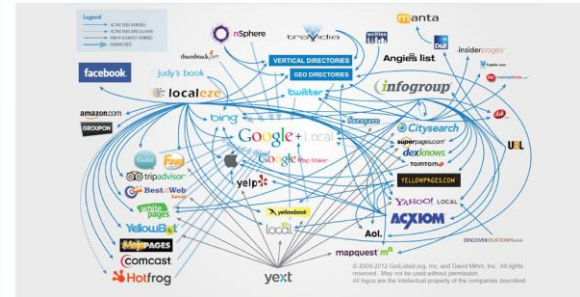 Legend
nSphere
travidia
manta
D&B
insiderpages
thumbtack
VERTICAL DIRECTORIES
GEO DIRECTORIES
Angie's list
facebook
judy's book
localeze
twitter
infogroup
foursquare
amazon.com
GROUPON
bing
Google+ Local
Citysearch
superpages.com
dexknows
TOMTOM
UBL
Google Map Maker
tripadvisor
yelp
YELLOWPAGES.COM
Best of the Web
white pages
YAHOO! LOCAL
YellowBot
yellowbook
local
ACXIOM
MojoPAGES
Aol.
DISCOVEROURTOWN.com
COMCAST
mapquest m
Hotfrog
yext
© 2009-2012 GetListed.org, Inc. and David Mihm, Inc. All rights
reserved. May not be used without permission.
All logos are the intellectual property of the companies described